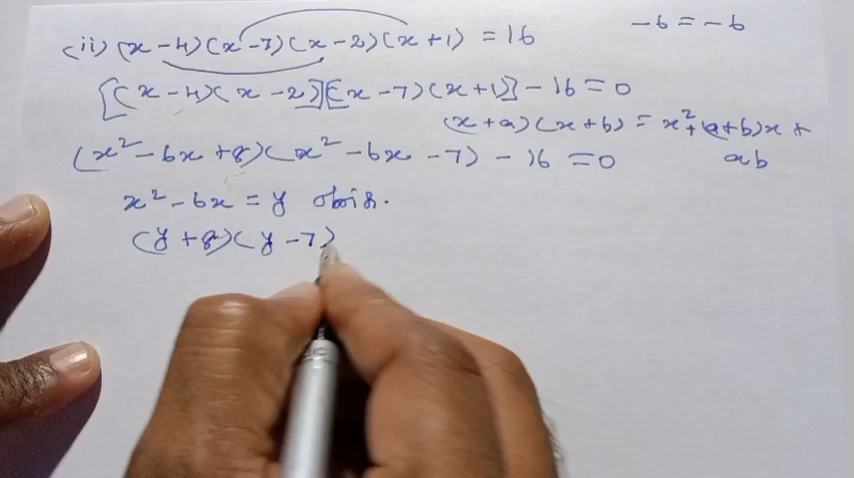 -6 = -6
(ii) (x-4)(x-7)(x-2)(x+1) = 16
[(x-4)(x-2)][x-7)(x+1)] - 16 = 0
(x+a)(x+b) = x²+(a+b)x+
ab
(x²-6x+8)(x²-6x-7) - 16 = 0
x²-6x = y
(y+8)(y-7)